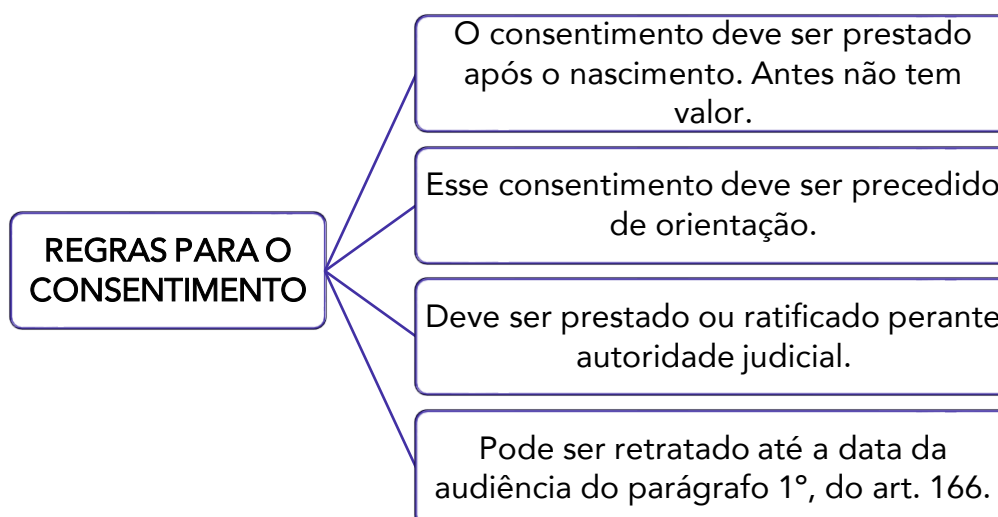 REGRAS PARA O
CONSENTIMENTO
O consentimento deve ser prestado
após o nascimento. Antes não tem
valor.
Esse consentimento deve ser precedido
de orientação.
Deve ser prestado ou ratificado perante
autoridade judicial.
Pode ser retratado até a data da
audiência do parágrafo 1º, do art. 166.